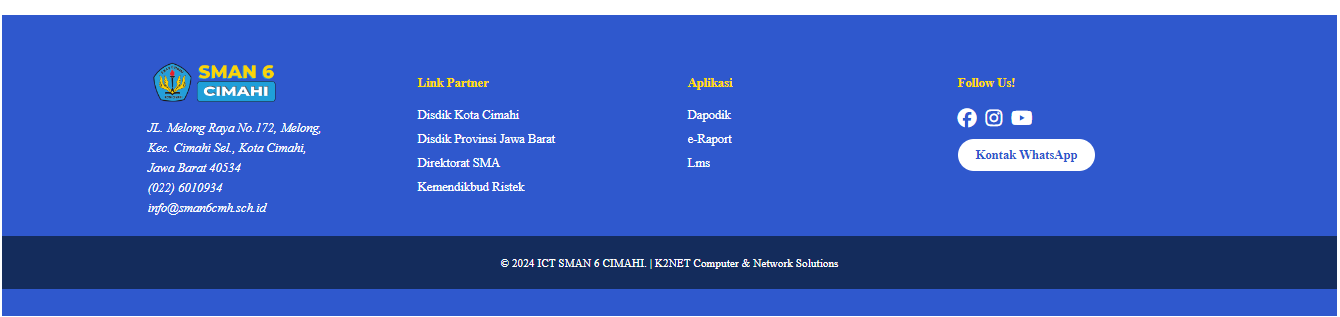 SMAN 6
CIMAHI
JL. Melong Raya No.172, Melong,
Kec. Cimahi Sel., Kota Cimahi,
Jawa Barat 40534
(022) 6010934
info@sman6cmh.sch.id
Link Partner
Disdik Kota Cimahi
Disdik Provinsi Jawa Barat
Direktorat SMA
Kemendikbud Ristek
Aplikasi
Dapodik
e-Raport
Lms
Follow Us!
Kontak WhatsApp
© 2024 ICT SMAN 6 CIMAHI. | K2NET Computer & Network Solutions